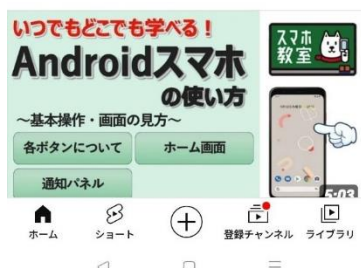 いつでもどこでも学べる！
Androidスマホ
の使い方
スマホ
教室
～基本操作・画面の見方～
各ボタンについて
ホーム画面
通知パネル
5:03
ホーム
ショート
登録チャンネル
ライブラリ